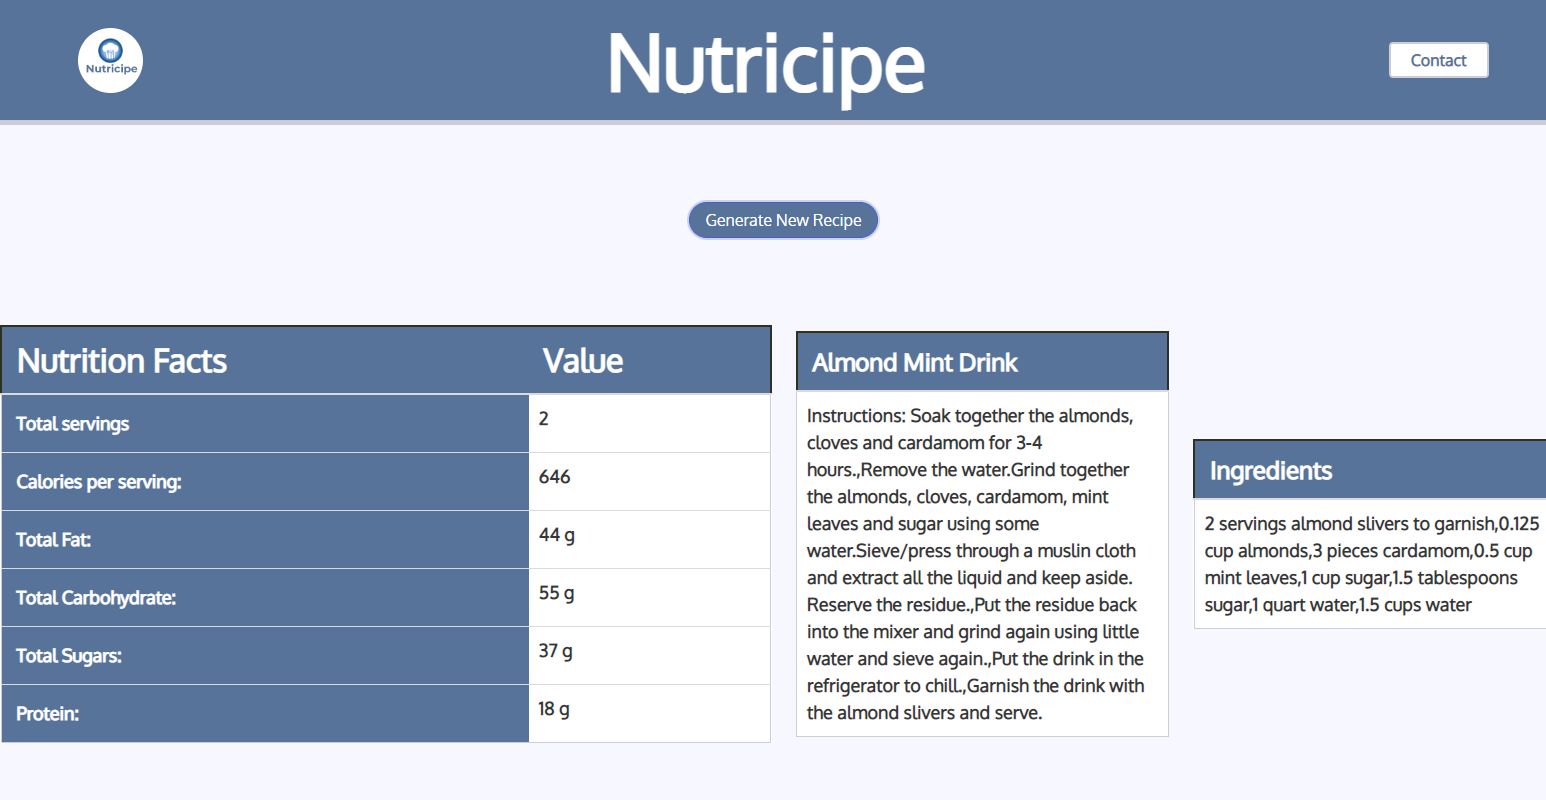 Nutricipe
Nutricipe
Contact
Generate New Recipe
Nutrition Facts Value
Total servings 2
Calories per serving: 646
Total Fat: 44 g
Total Carbohydrate: 55 g
Total Sugars: 37 g
Protein: 18 g
Almond Mint Drink
Instructions: Soak together the almonds,
cloves and cardamom for 3-4
hours.,Remove the water.Grind together
the almonds, cloves, cardamom, mint
leaves and sugar using some
water.Sieve/press through a muslin cloth
and extract all the liquid and keep aside.
Reserve the residue.,Put the residue back
into the mixer and grind again using little
water and sieve again.,Put the drink in the
refrigerator to chill.,Garnish the drink with
the almond slivers and serve.
Ingredients
2 servings almond slivers to garnish,0.125
cup almonds,3 pieces cardamom,0.5 cup
mint leaves,1 cup sugar,1.5 tablespoons
sugar,1 quart water,1.5 cups water